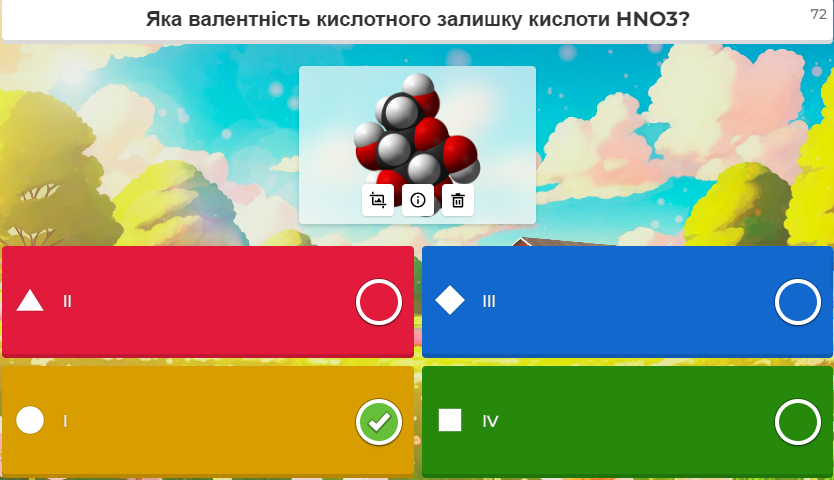 Яка валентність кислотного залишку кислоти HNO3?
72
II
III
I
IV